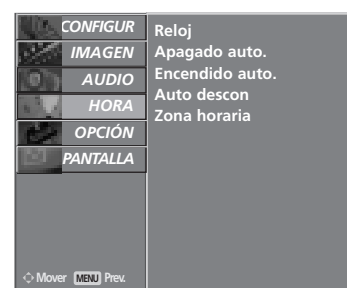 CONFIGUR
IMAGEN
AUDIO
HORA
OPCIÓN
PANTALLA
Reloj
Apagado auto.
Encendido auto.
Auto descon
Zona horaria
Mover MENU Prev.